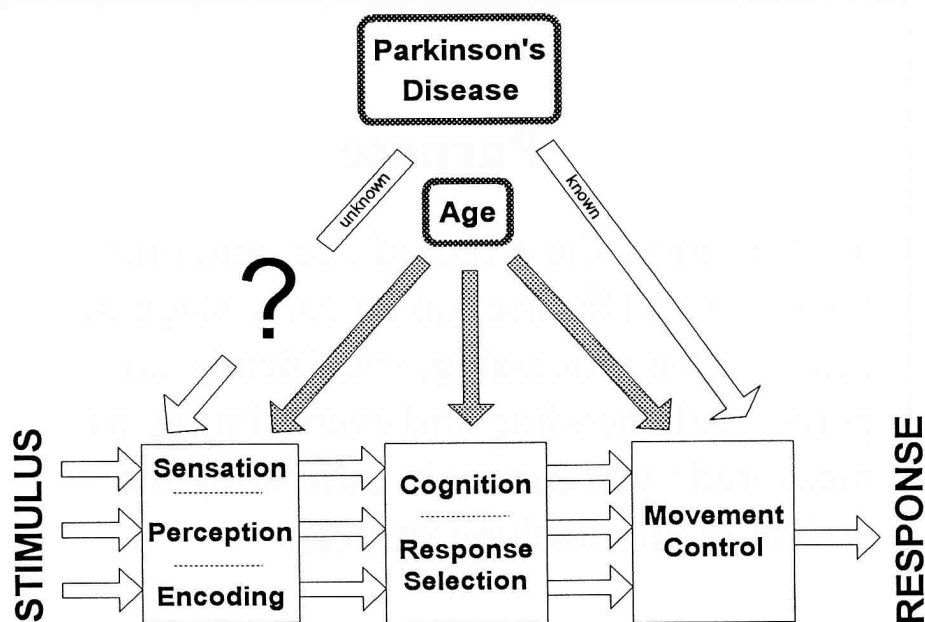 Parkinson's
Disease
unknown
known
Age
?
STIMULUS
Sensation
Perception
Encoding
Cognition
Response
Selection
Movement
Control
RESPONSE